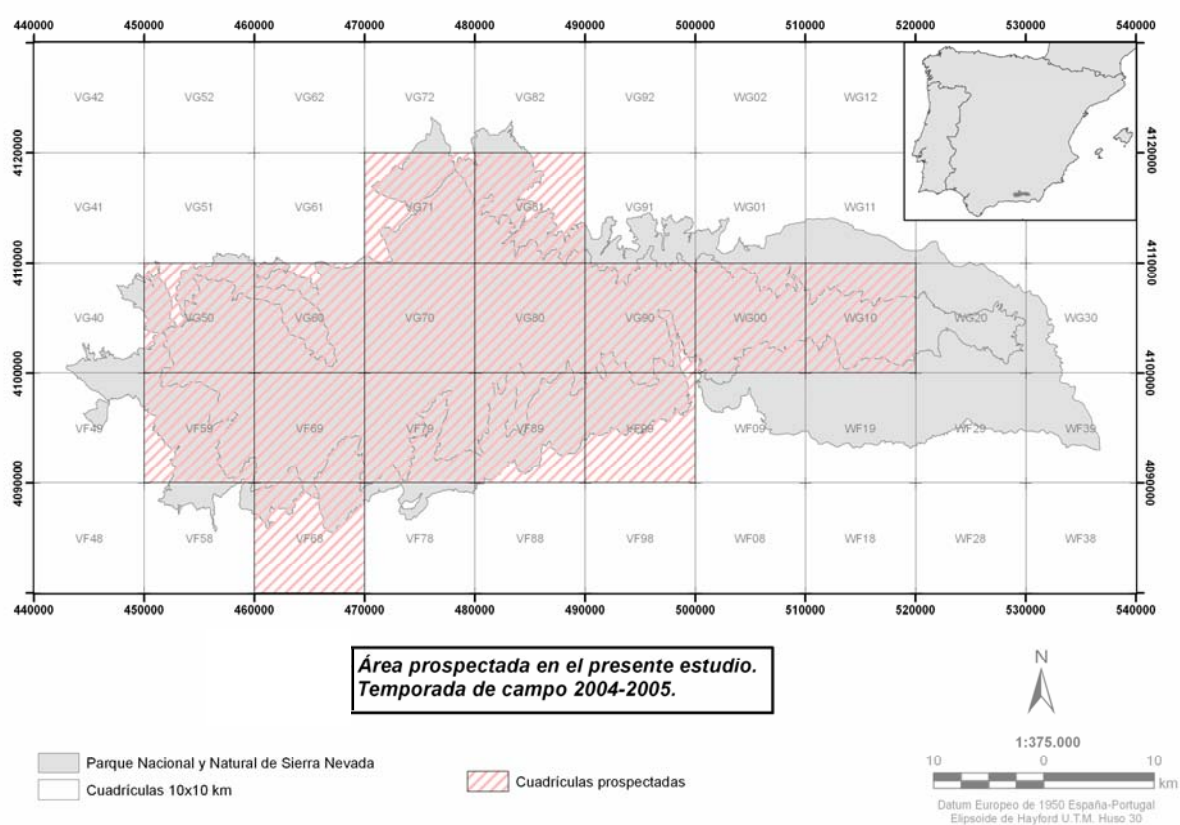 440000 450000 460000 470000 480000 490000 500000 510000 520000 530000 540000
VG42 VG52 VG62 VG72 VG82 VG92 WG02 WG12
4120000 4120000
VG41 VG51 VG61 VG71 VG81 VG91 WG01 WG11
4110000 4110000
VG40 VG50 VG60 VG70 VG80 VG90 WG00 WG10 WG20 WG30
4100000 4100000
VF49 VF59 VF69 VF79 VF89 VF99 WF09 WF19 WF29 WF39
4090000 4090000
VF48 VF58 VF68 VF78 VF88 VF98 WF08 WF18 WF28 WF38
440000 450000 460000 470000 480000 490000 500000 510000 520000 530000 540000
Área prospectada en el presente estudio.
Temporada de campo 2004-2005.
N
1:375.000
10 0 10
km
Datum Europeo de 1950 España-Portugal
Elipsoide de Hayford U.T.M. Huso 30
Parque Nacional y Natural de Sierra Nevada
Cuadrículas 10x10 km
Cuadrículas prospectadas